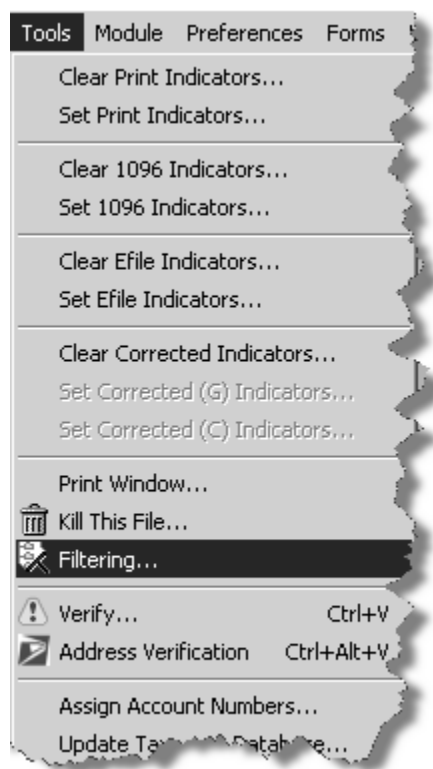 Tools Module Preferences Forms
Clear Print Indicators...
Set Print Indicators...
Clear 1096 Indicators...
Set 1096 Indicators...
Clear Efile Indicators...
Set Efile Indicators...
Clear Corrected Indicators...
Set Corrected (G) Indicators...
Set Corrected (C) Indicators...
Print Window...
Kill This File...
Filtering...
Verify... Ctrl+V
Address Verification Ctrl+Alt+V
Assign Account Numbers...
Update